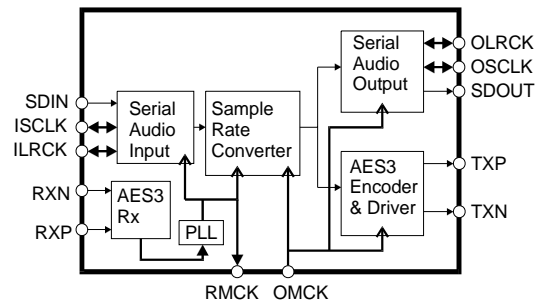 SDIN
ISCLK
ILRCK
RXN
RXP
Serial
Audio
Input
AES3
Rx
PLL
Sample
Rate
Converter
Serial
Audio
Output
AES3
Encoder
& Driver
OLRCK
OSCLK
SDOUT
TXP
TXN
RMCK
OMCK